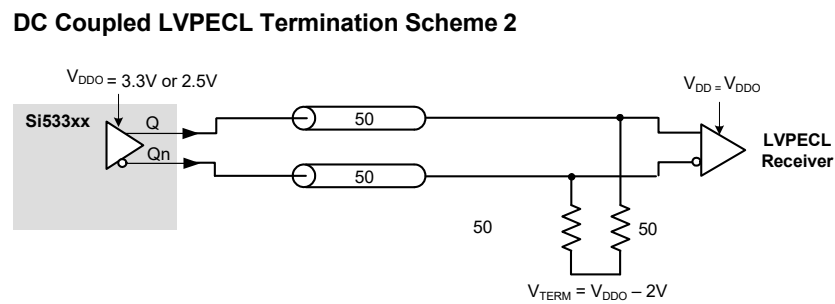 DC Coupled LVPECL Termination Scheme 2
VDDO = 3.3V or 2.5V
VDD = VDDO
Si533xx
Q
50
Qn
50
LVPECL
Receiver
50
50
VTERM = VDDO – 2V